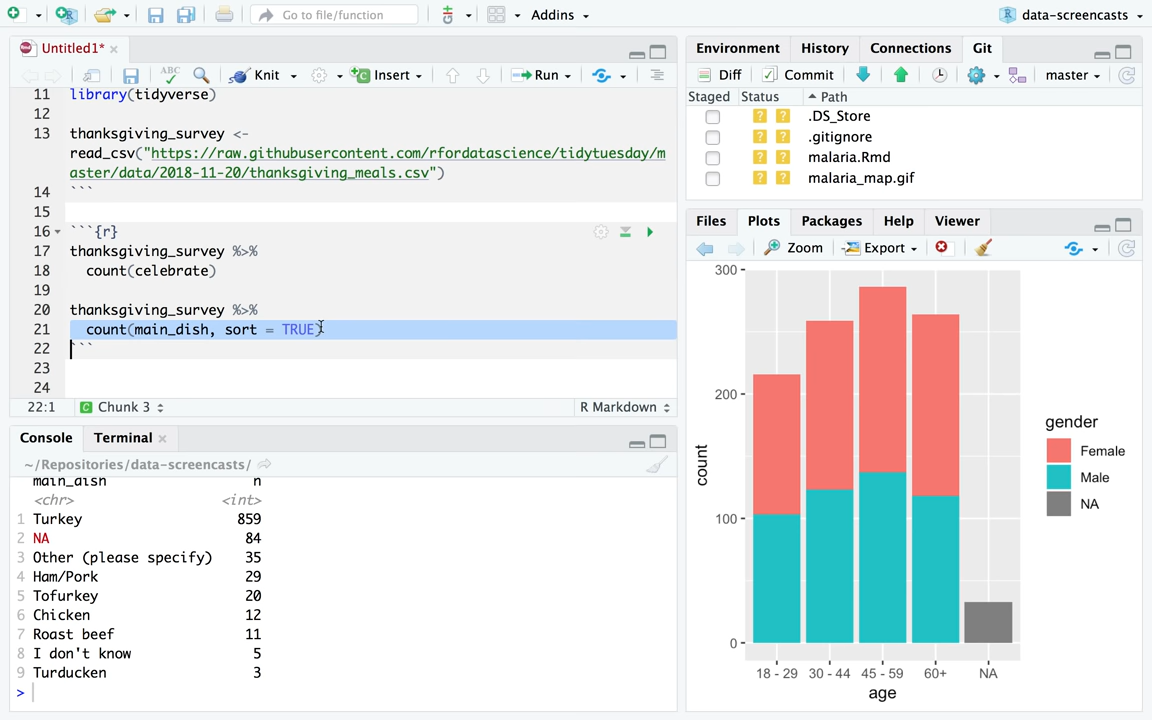 Go to file/function
Addins
data-screencasts
Untitled1*
ABC
Knit
Insert
Run
11 library(tidyverse)
12
13 thanksgiving_survey <-
read_csv("https://raw.githubusercontent.com/rfordatascience/tidytuesday/m
aster/data/2018-11-20/thanksgiving_meals.csv")
14 ```
15
16 ```{r}
17 thanksgiving_survey %>%
18 count(celebrate)
19
20 thanksgiving_survey %>%
21 count(main_dish, sort = TRUE)
22 ```
23
24
22:1 Chunk 3 R Markdown
Console Terminal
~/Repositories/data-screencasts/
main_dish n
<chr> <int>
1 Turkey 859
2 NA 84
3 Other (please specify) 35
4 Ham/Pork 29
5 Tofurkey 20
6 Chicken 12
7 Roast beef 11
8 I don't know 5
9 Turducken 3
>
Environment History Connections Git
Diff Commit master
Staged Status Path
? ? .DS_Store
? ? .gitignore
? ? malaria.Rmd
? ? malaria_map.gif
Files Plots Packages Help Viewer
Zoom Export
300
200
100
0
count
18 - 29 30 - 44 45 - 59 60+ NA
age
gender
Female
Male
NA